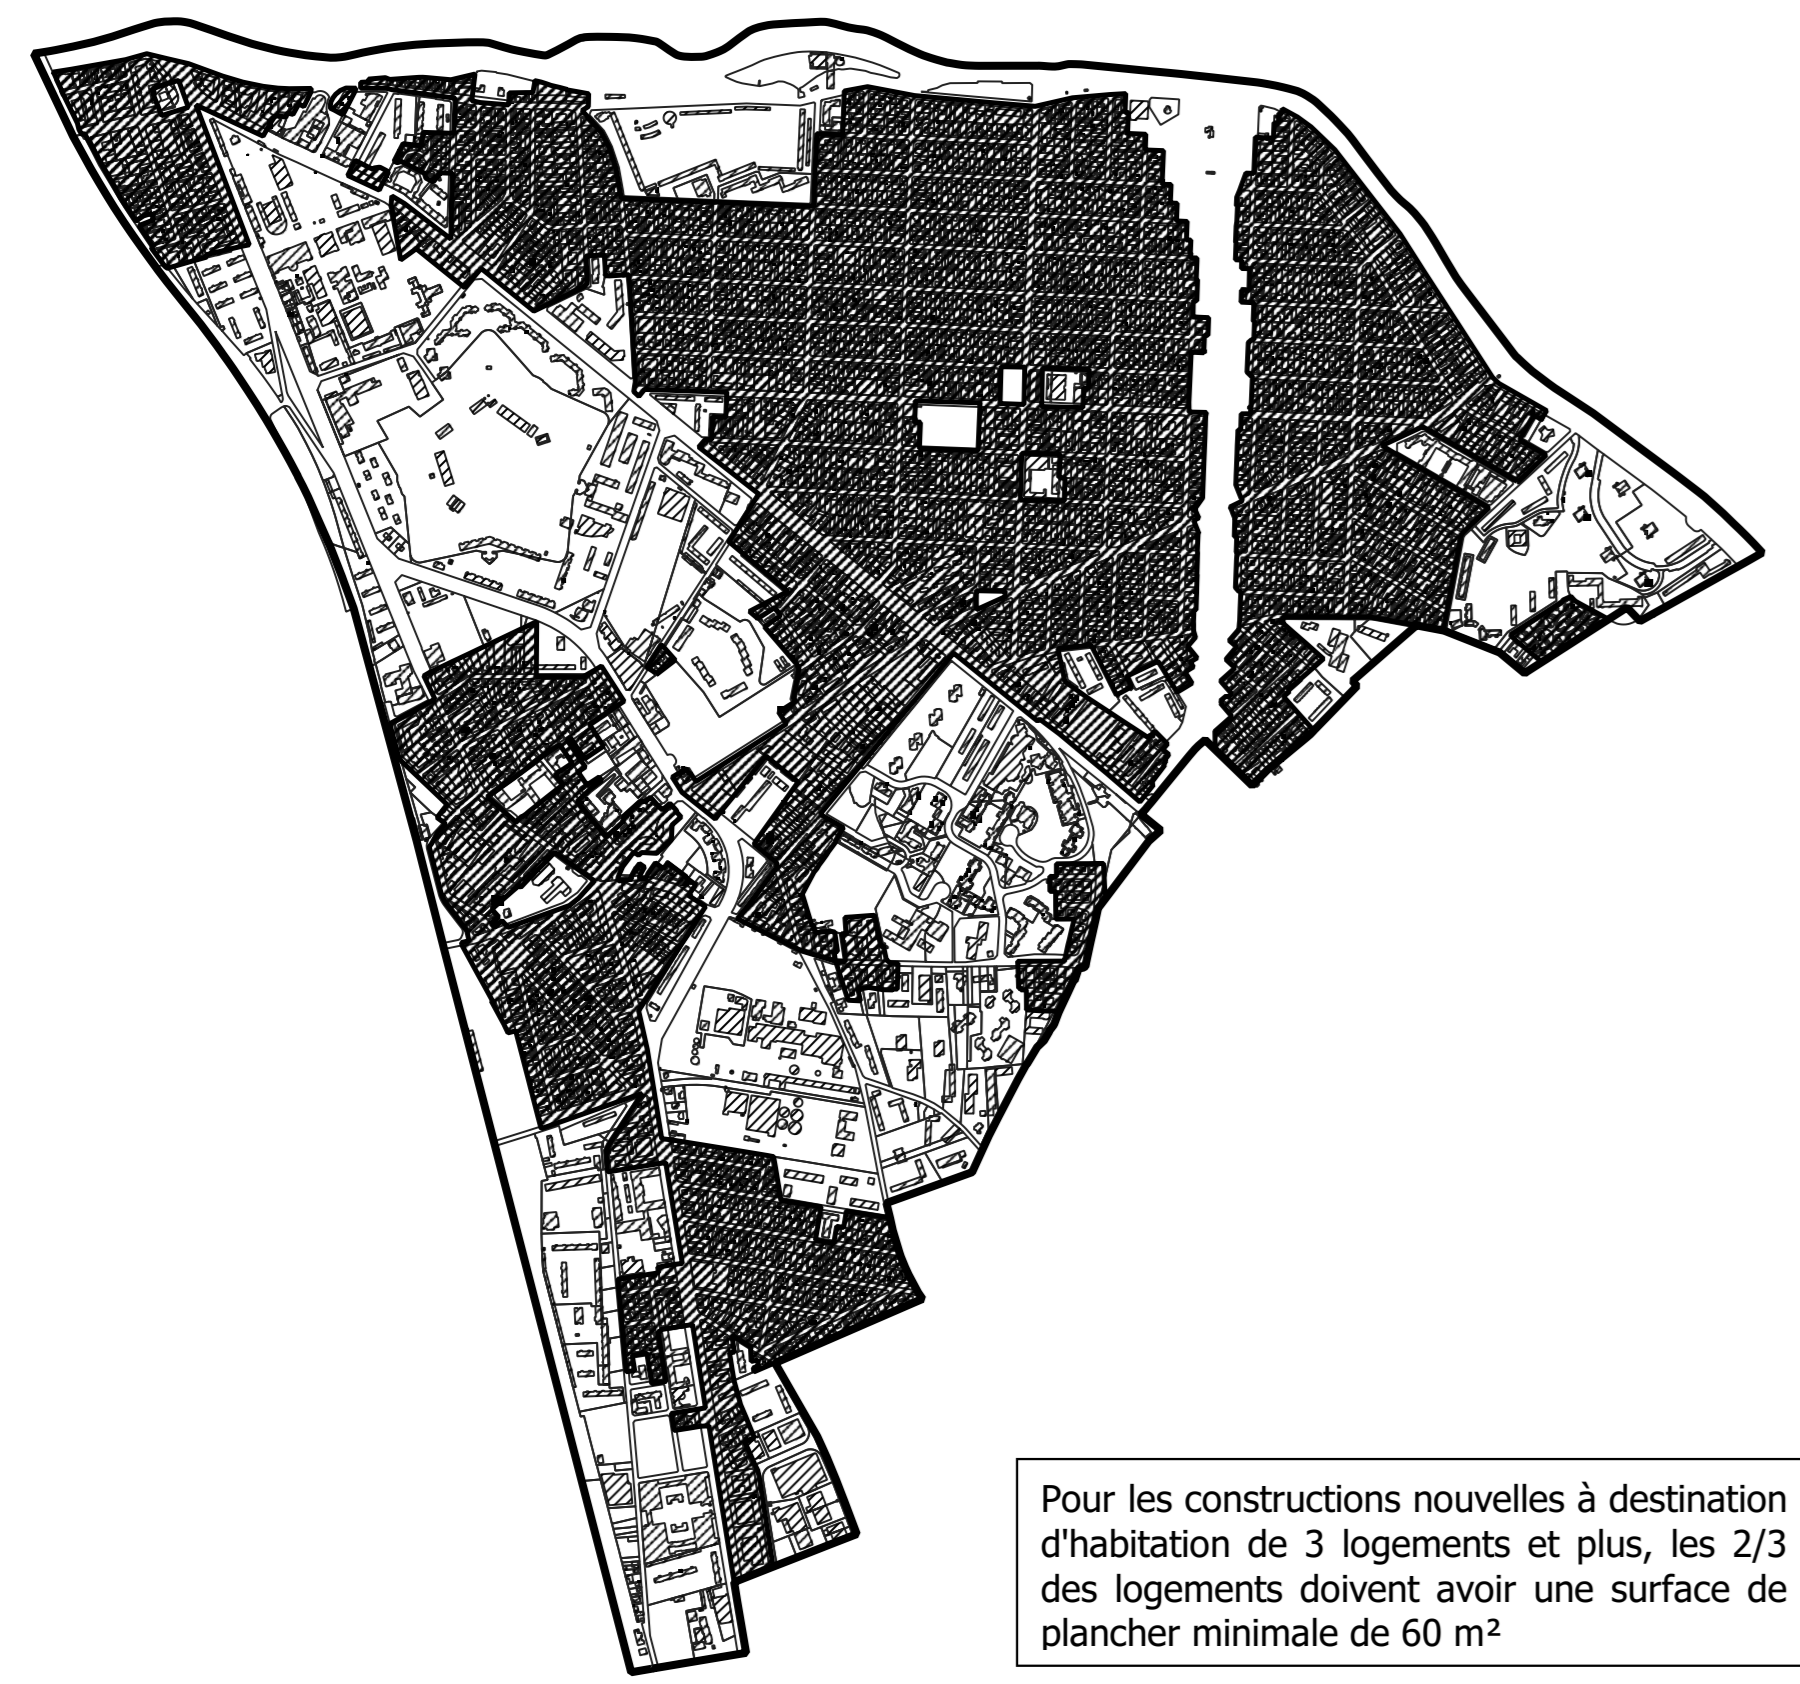 Pour les constructions nouvelles à destination
d'habitation de 3 logements et plus, les 2/3
des logements doivent avoir une surface de
plancher minimale de 60 m²